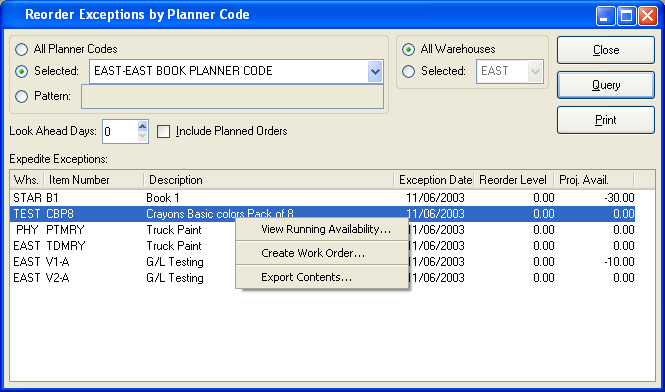 Reorder Exceptions by Planner Code
All Planner Codes
Selected: EAST-EAST BOOK PLANNER CODE
Pattern:
All Warehouses
Selected: EAST
Close
Query
Print
Look Ahead Days: 0 Include Planned Orders
Expedite Exceptions:
Whs. Item Number Description Exception Date Reorder Level Proj. Avail.
STAR B1 Book 1 11/06/2003 0.00 -30.00
TEST CBP8 Crayons Basic colors Pack of 8 11/06/2003 0.00 0.00
PHY PTMRY Truck Paint 11/06/2003 0.00 0.00
EAST TDMRY Truck Paint 11/06/2003 0.00 0.00
EAST V1-A G/L Testing 11/06/2003 0.00 -10.00
EAST V2-A G/L Testing 11/06/2003 0.00 0.00
View Running Availability...
Create Work Order...
Export Contents...